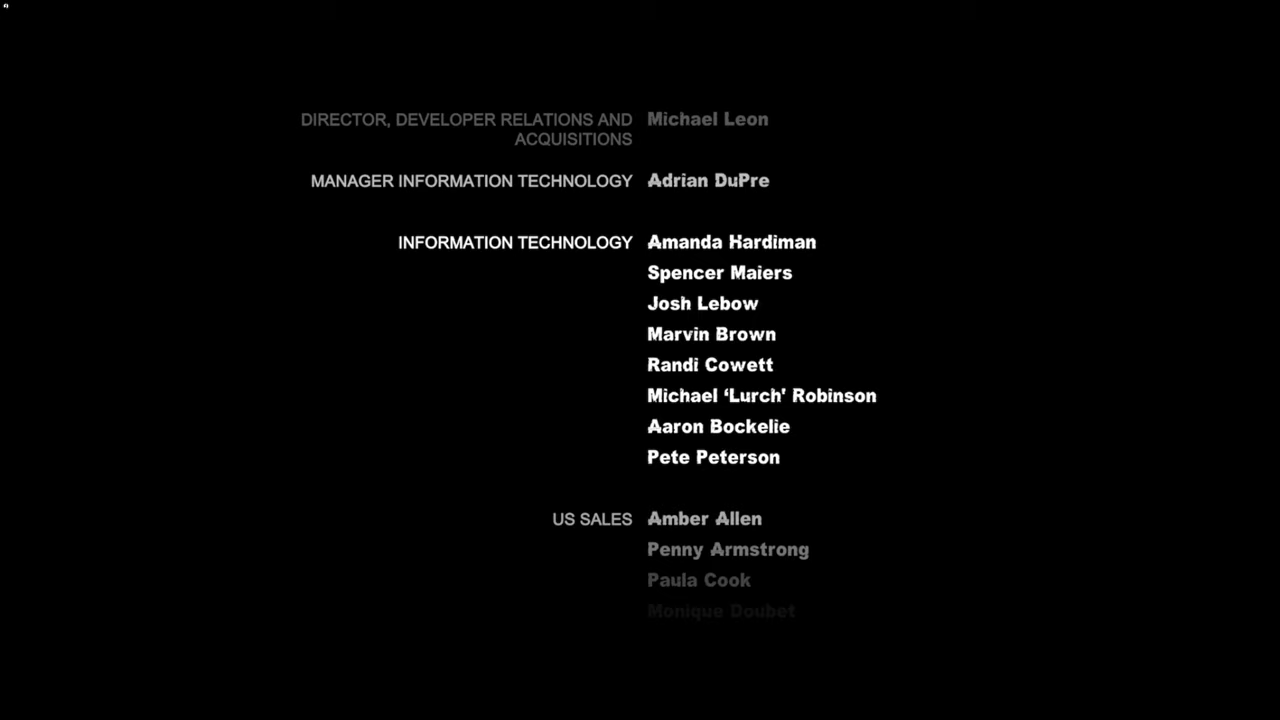 DIRECTOR, DEVELOPER RELATIONS AND Michael Leon
ACQUISITIONS
MANAGER INFORMATION TECHNOLOGY Adrian DuPre
INFORMATION TECHNOLOGY Amanda Hardiman
Spencer Maiers
Josh Lebow
Marvin Brown
Randi Cowett
Michael ‘Lurch' Robinson
Aaron Bockelie
Pete Peterson
US SALES Amber Allen
Penny Armstrong
Paula Cook
Monique Doubet